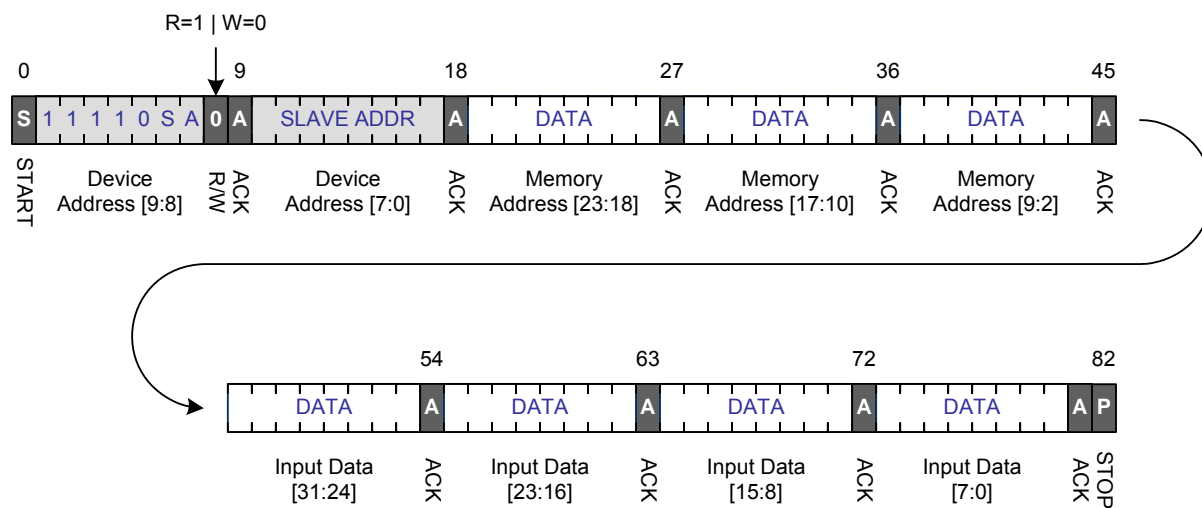 R=1 | W=0
0 9 18 27 36 45
S 1 1 1 1 0 S A 0 A SLAVE ADDR A DATA A DATA A DATA A
START Device Address [9:8] R/W ACK Device Address [7:0] ACK Memory Address [23:18] ACK Memory Address [17:10] ACK Memory Address [9:2] ACK
54 63 72 82
DATA A DATA A DATA A DATA A P
Input Data [31:24] ACK Input Data [23:16] ACK Input Data [15:8] ACK Input Data [7:0] ACK STOP